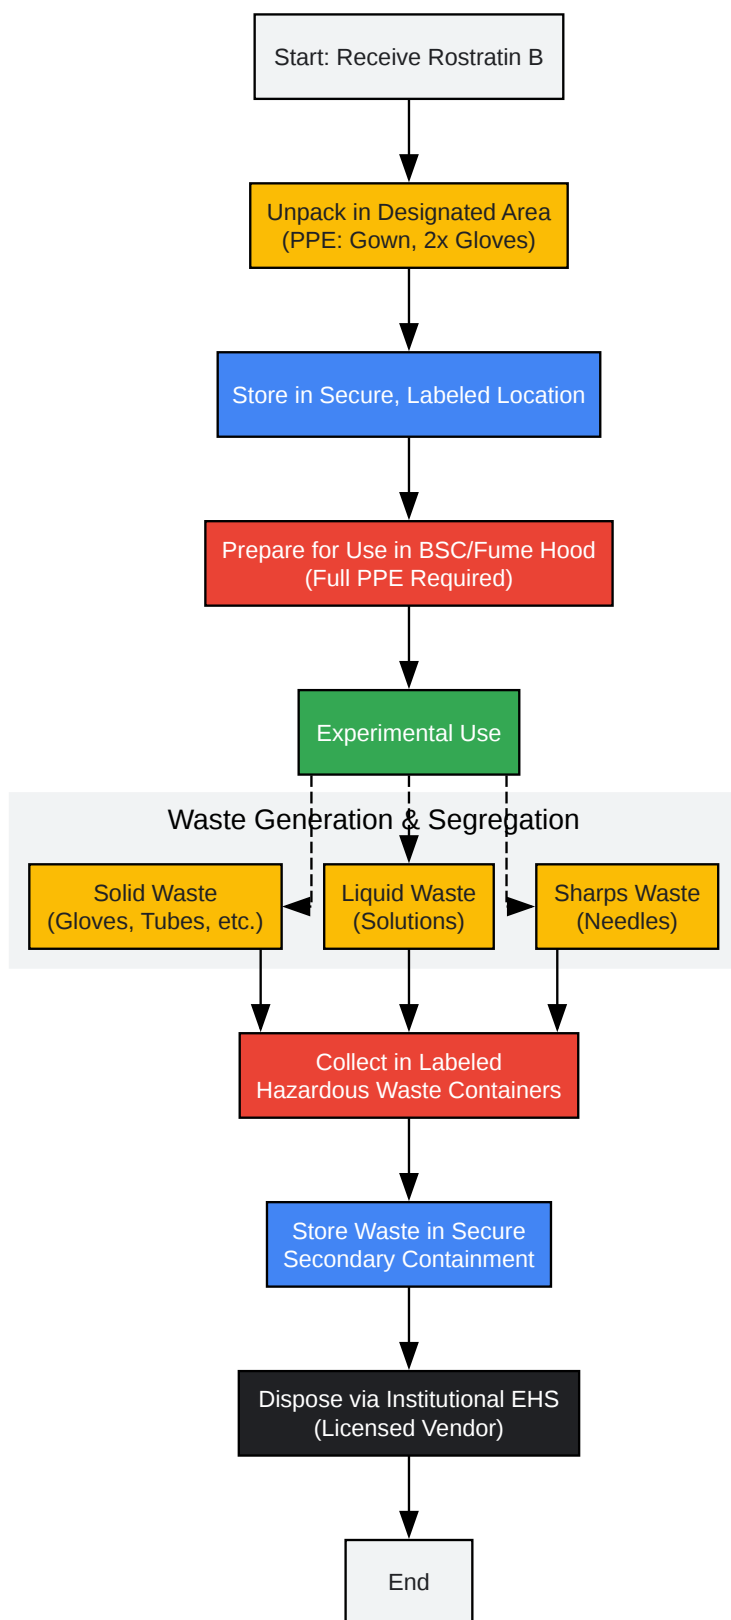 Start: Receive Rostratin B
Unpack in Designated Area
(PPE: Gown, 2x Gloves)
Store in Secure, Labeled Location
Prepare for Use in BSC/Fume Hood
(Full PPE Required)
Experimental Use
Waste Generation & Segregation
Solid Waste
(Gloves, Tubes, etc.)
Liquid Waste
(Solutions)
Sharps Waste
(Needles)
Collect in Labeled
Hazardous Waste Containers
Store Waste in Secure
Secondary Containment
Dispose via Institutional EHS
(Licensed Vendor)
End